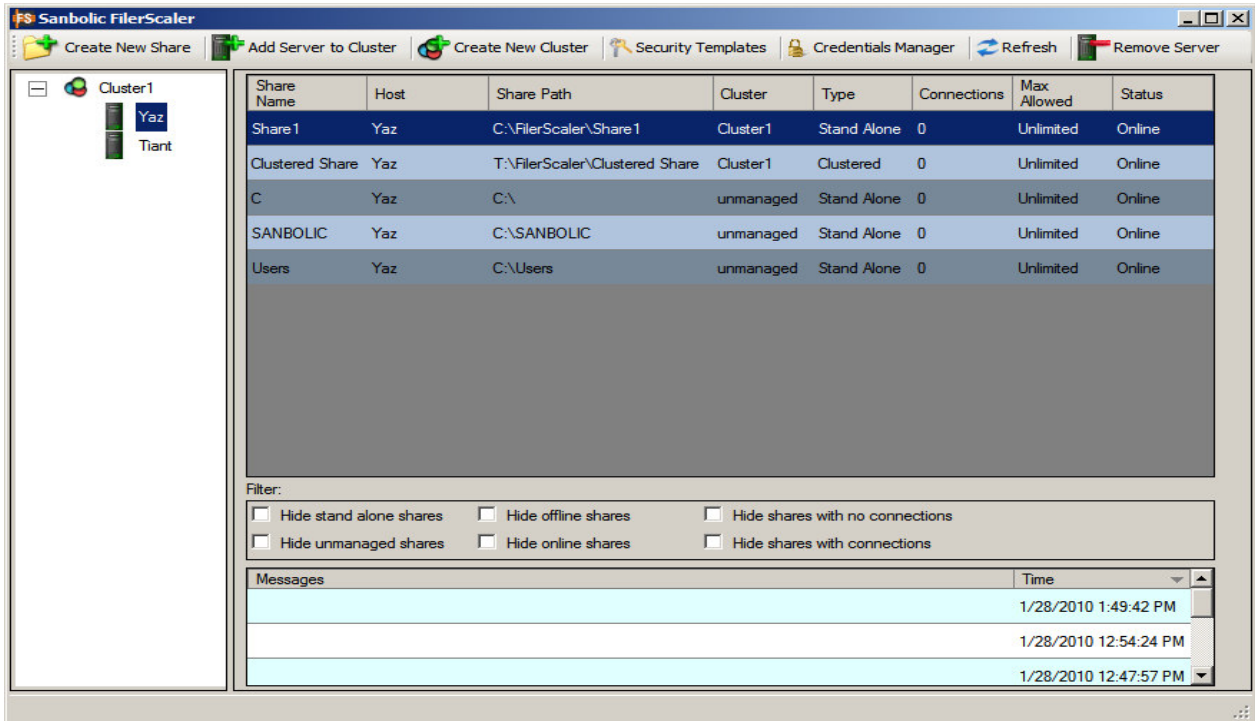 FS Sanbolic FilerScaler
Create New Share Add Server to Cluster Create New Cluster Security Templates Credentials Manager Refresh Remove Server
Cluster1
Yaz
Tiant
Share Name Host Share Path Cluster Type Connections Max Allowed Status
Share1 Yaz C:\FilerScaler\Share1 Cluster1 Stand Alone 0 Unlimited Online
Clustered Share Yaz T:\FilerScaler\Clustered Share Cluster1 Clustered 0 Unlimited Online
C Yaz C:\ unmanaged Stand Alone 0 Unlimited Online
SANBOLIC Yaz C:\SANBOLIC unmanaged Stand Alone 0 Unlimited Online
Users Yaz C:\Users unmanaged Stand Alone 0 Unlimited Online
Filter:
Hide stand alone shares Hide offline shares Hide shares with no connections
Hide unmanaged shares Hide online shares Hide shares with connections
Messages Time
1/28/2010 1:49:42 PM
1/28/2010 12:54:24 PM
1/28/2010 12:47:57 PM